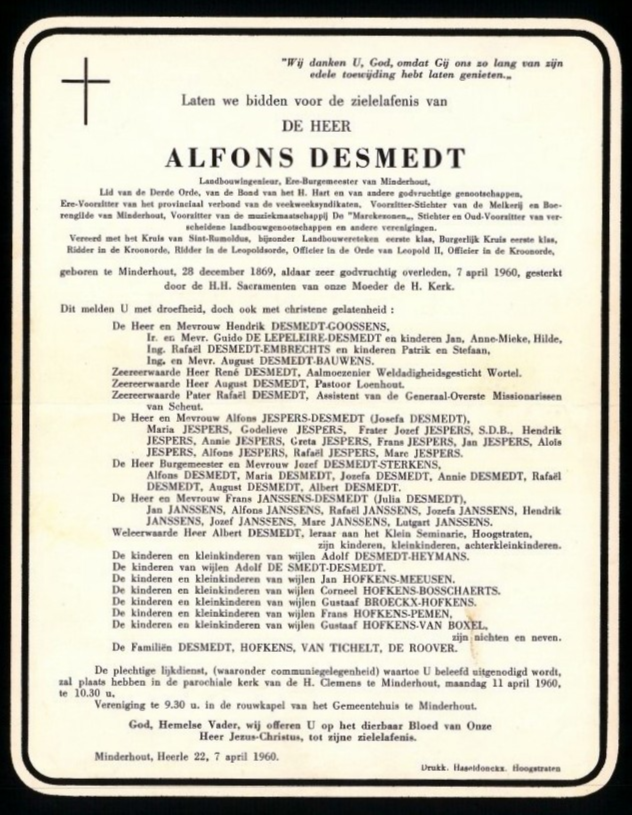 "Wij danken U, God, omdat Gij ons zo lang van zijn
edele toewijding hebt laten genieten.„
Laten we bidden voor de zielelafenis van
DE HEER
ALFONS DESMEDT
Landbouwingenieur, Ere-Burgemeester van Minderhout,
Lid van de Derde Orde, van de Bond van het H. Hart en van andere godvruchtige genootschappen,
Ere-Voorzitter van het provinciaal verbond van de veekweeksyndikaten, Voorzitter-Stichter van de Melkerij en Boe-
rengilde van Minderhout, Voorzitter van de muziekmaatschappij De "Marckezonen„, Stichter en Oud-Voorzitter van ver-
scheidene landbouwgenootschappen en andere verenigingen.
Vereerd met het Kruis van Sint-Rumoldus, bijzonder Landbouwereteken eerste klas, Burgerlijk Kruis eerste klas,
Ridder in de Kroonorde, Ridder in de Leopoldsorde, Officier in de Orde van Leopold II, Officier in de Kroonorde,
geboren te Minderhout, 28 december 1869, aldaar zeer godvruchtig overleden, 7 april 1960, gesterkt
door de H.H. Sacramenten van onze Moeder de H. Kerk.
Dit melden U met droefheid, doch ook met christene gelatenheid :
De Heer en Mevrouw Hendrik DESMEDT-GOOSSENS,
Ir. en Mevr. Guido DE LEPELEIRE-DESMEDT en kinderen Jan, Anne-Mieke, Hilde,
Ing. Rafaël DESMEDT-EMBRECHTS en kinderen Patrik en Stefaan,
Ing. en Mevr. August DESMEDT-BAUWENS.
Zeereerwaarde Heer René DESMEDT, Aalmoezenier Weldadigheidsgesticht Wortel.
Zeereerwaarde Heer August DESMEDT, Pastoor Loenhout.
Zeereerwaarde Pater Rafaël DESMEDT, Assistent van de Generaal-Overste Missionarissen
van Scheut.
De Heer en Mevrouw Alfons JESPERS-DESMEDT (Josefa DESMEDT),
Maria JESPERS, Godelieve JESPERS, Frater Jozef JESPERS, S.D.B., Hendrik
JESPERS, Annie JESPERS, Greta JESPERS, Frans JESPERS, Jan JESPERS, Aloïs
JESPERS, Alfons JESPERS, Rafaël JESPERS, Marc JESPERS.
De Heer Burgemeester en Mevrouw Jozef DESMEDT-STERKENS,
Alfons DESMEDT, Maria DESMEDT, Jozefa DESMEDT, Annie DESMEDT, Rafaël
DESMEDT, August DESMEDT, Albert DESMEDT.
De Heer en Mevrouw Frans JANSSENS-DESMEDT (Julia DESMEDT),
Jan JANSSENS, Alfons JANSSENS, Rafaël JANSSENS, Jozefa JANSSENS, Hendrik
JANSSENS, Jozef JANSSENS, Marc JANSSENS, Lutgart JANSSENS.
Weleerwaarde Heer Albert DESMEDT, leraar aan het Klein Seminarie, Hoogstraten,
zijn kinderen, kleinkinderen, achterkleinkinderen.
De kinderen en kleinkinderen van wijlen Adolf DESMEDT-HEYMANS.
De kinderen van wijlen Adolf DE SMEDT-DESMEDT.
De kinderen en kleinkinderen van wijlen Jan HOFKENS-MEEUSEN.
De kinderen en kleinkinderen van wijlen Corneel HOFKENS-BOSSCHAERTS.
De kinderen en kleinkinderen van wijlen Gustaaf BROECKX-HOFKENS.
De kinderen en kleinkinderen van wijlen Frans HOFKENS-PEMEN,
De kinderen en kleinkinderen van wijlen Gustaaf HOFKENS-VAN BOXEL,
zijn nichten en neven.
De Familiën DESMEDT, HOFKENS, VAN TICHELT, DE ROOVER.
De plechtige lijkdienst, (waaronder communiegelegenheid) waartoe U beleefd uitgenodigd wordt,
zal plaats hebben in de parochiale kerk van de H. Clemens te Minderhout, maandag 11 april 1960,
te 10.30 u.
Vereniging te 9.30 u. in de rouwkapel van het Gemeentehuis te Minderhout.
God, Hemelse Vader, wij offeren U op het dierbaar Bloed van Onze
Heer Jezus-Christus, tot zijne zielelafenis.
Minderhout, Heerle 22, 7 april 1960.
Drukk. Haseldonckx. Hoogstraten